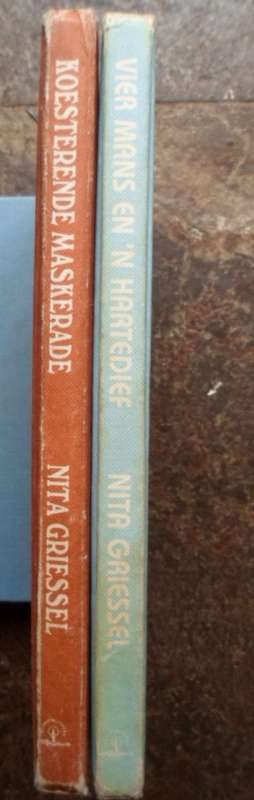 KOESTERENDE MASKERADE NITA GRIESSEL
VIER MANS EN 'N HARTEDIEF NITA GRIESSEL